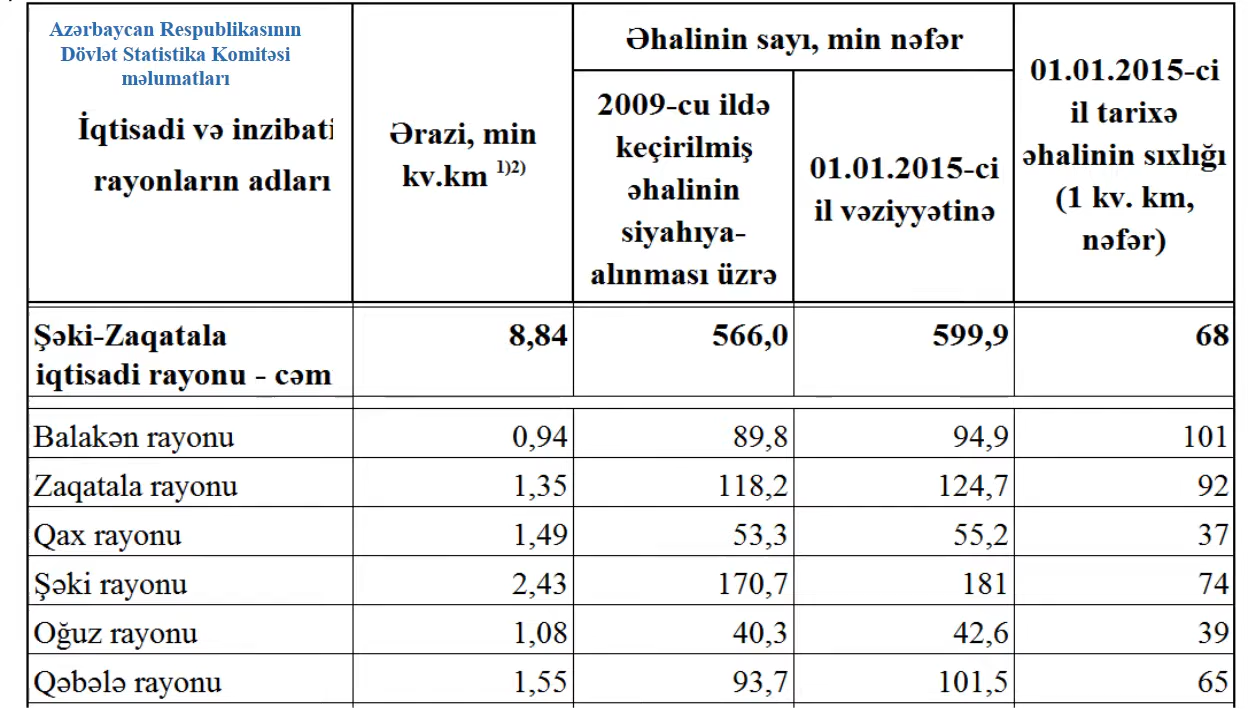 Azərbaycan Respublikasının
Dövlət Statistika Komitəsi
məlumatları
İqtisadi və inzibati
rayonların adları
Ərazi, min
kv.km 1)2)
Əhalinin sayı, min nəfər
2009-cu ildə
keçirilmiş
əhalinin
siyahıya-
alınması üzrə
01.01.2015-ci
il vəziyyətinə
01.01.2015-ci
il tarixə
əhalinin sıxlığı
(1 kv. km,
nəfər)
Şəki-Zaqatala 8,84 566,0 599,9 68
iqtisadi rayonu - cəm
Balakən rayonu 0,94 89,8 94,9 101
Zaqatala rayonu 1,35 118,2 124,7 92
Qax rayonu 1,49 53,3 55,2 37
Şəki rayonu 2,43 170,7 181 74
Oğuz rayonu 1,08 40,3 42,6 39
Qəbələ rayonu 1,55 93,7 101,5 65